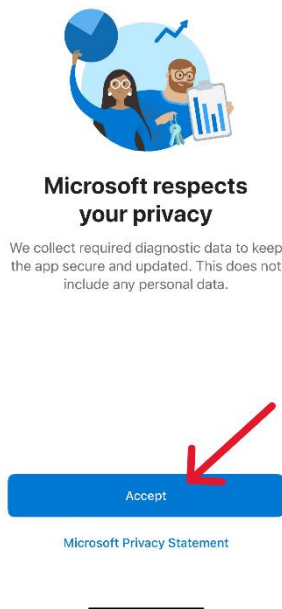 Microsoft respects
your privacy
We collect required diagnostic data to keep
the app secure and updated. This does not
include any personal data.
Accept
Microsoft Privacy Statement